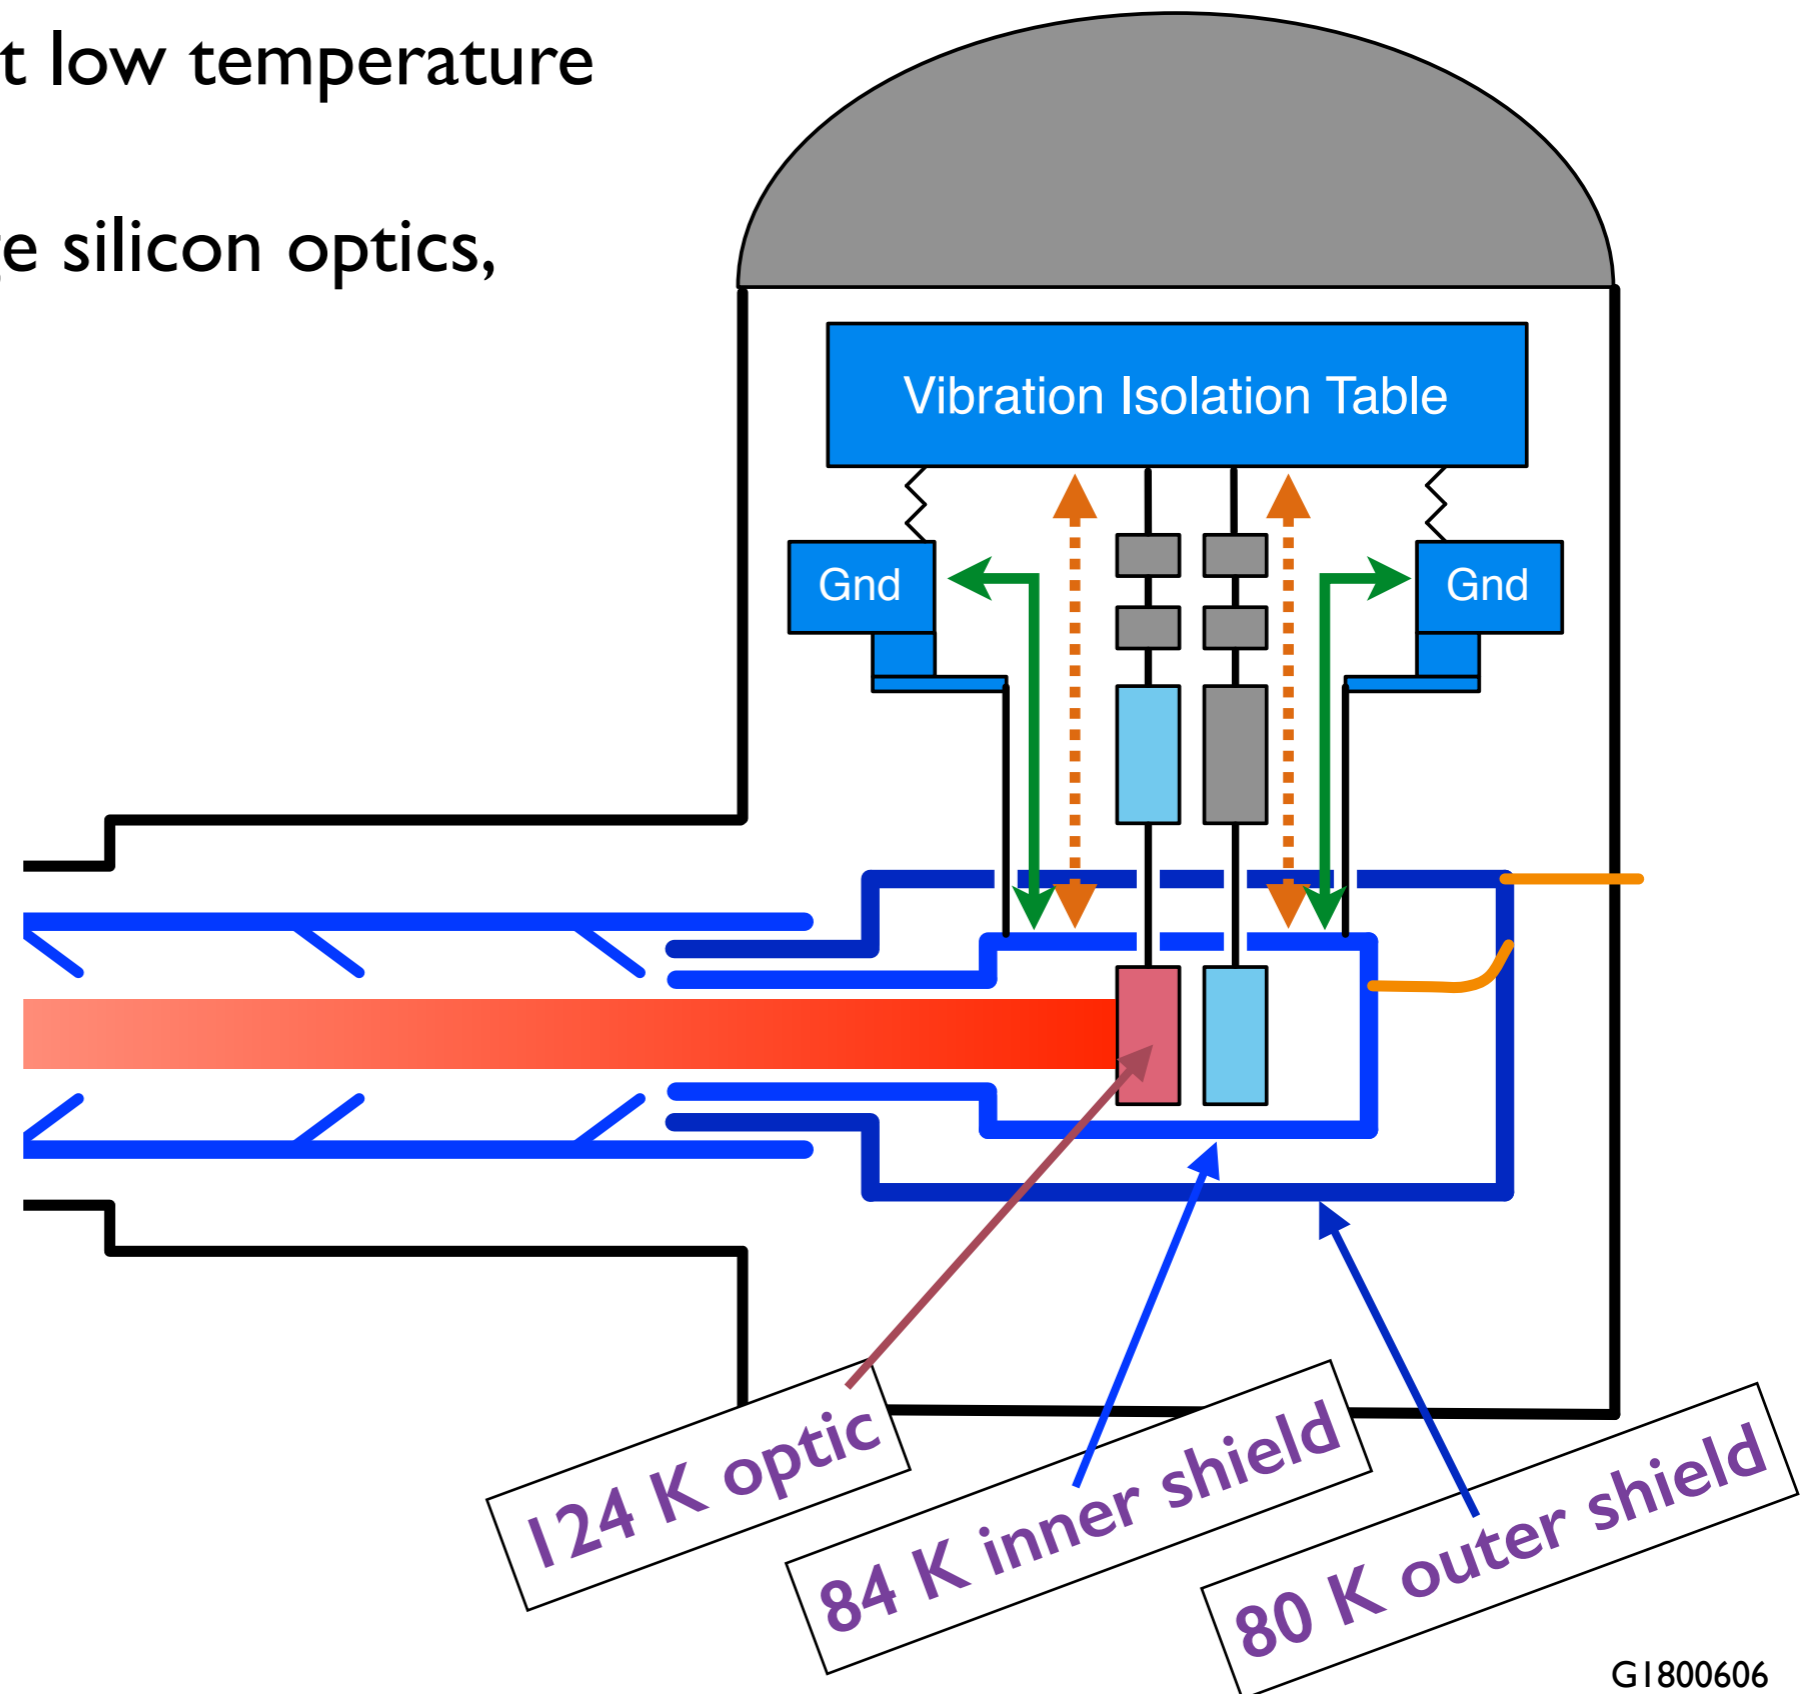 t low temperature
e silicon optics,
Vibration Isolation Table
Gnd
Gnd
124 K optic
84 K inner shield
80 K outer shield
G1800606